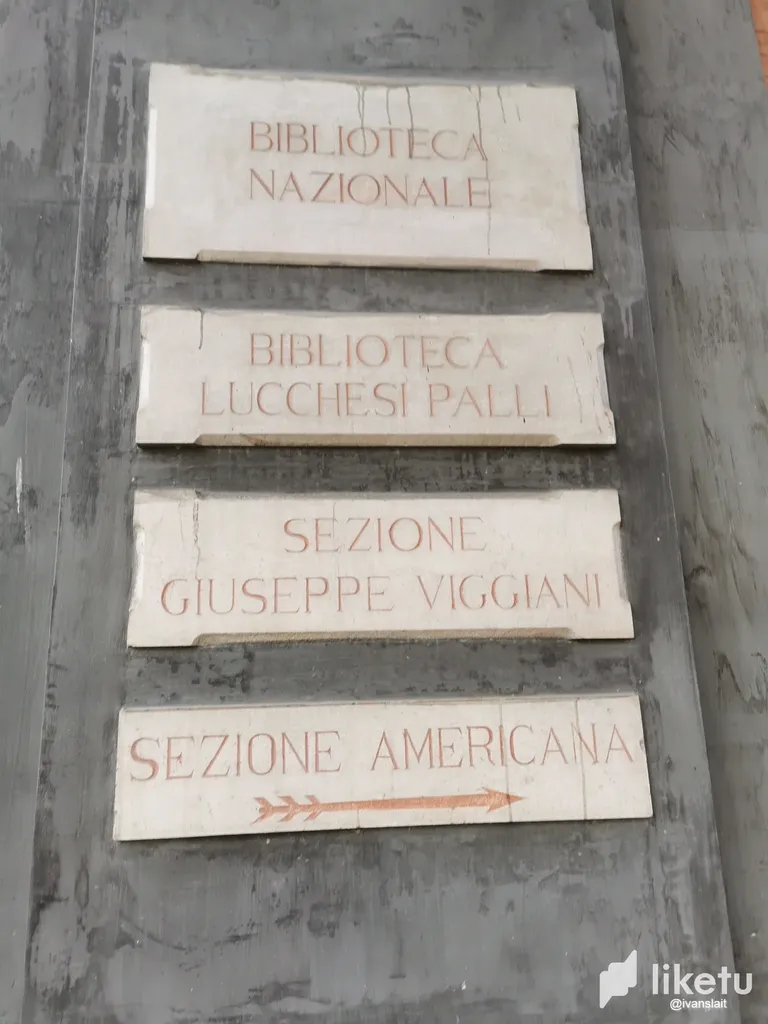 BIBLIOTECA
NAZIONALE
BIBLIOTECA
LUCCHESI PALLI
SEZIONE
GIUSEPPE VIGGIANI
SEZIONE AMERICANA
liketu
@ivanslait